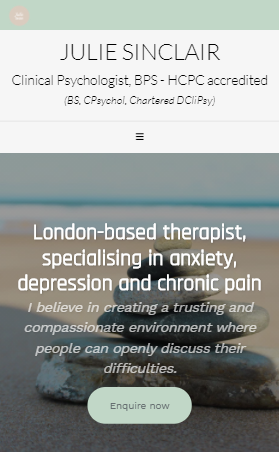 JULIE SINCLAIR
Clinical Psychologist, BPS - HCPC accredited
(BS, CPsychol, Chartered DCliPsy)
London-based therapist,
specialising in anxiety,
depression and chronic pain
I believe in creating a trusting and
compassionate environment where
people can openly discuss their
difficulties.
Enquire now